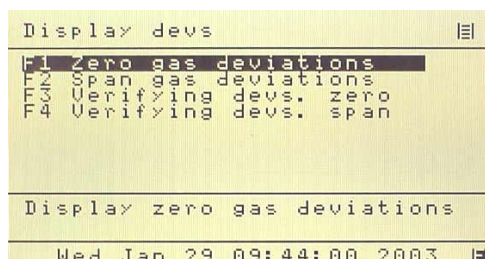 Display devs
F1 Zero gas deviations
F2 Span gas deviations
F3 Verifying devs. zero
F4 Verifying devs. span
Display zero gas deviations
Wed Jan 29 09:44:00 2003